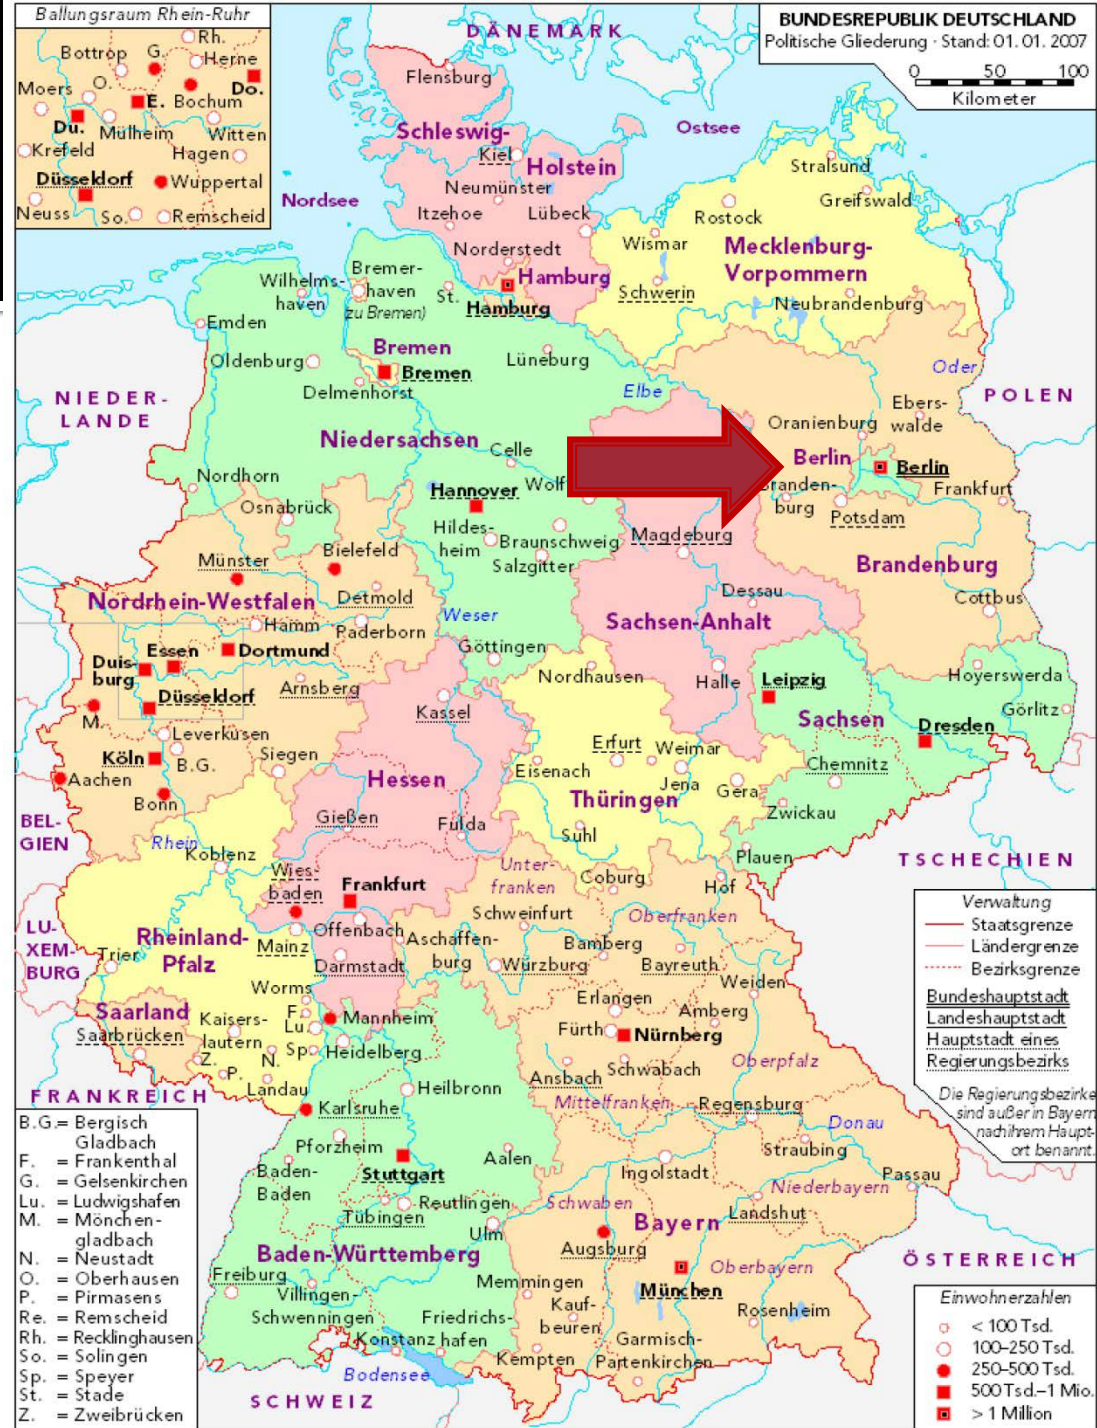 Ballungsraum Rhein-Ruhr
Rh.
Bottrop
G.
Herne
Moers
O.
E.
Bochum
Do.
Du.
Mülheim
Witten
Krefeld
Hagen
Düsseldorf
Wuppertal
Neuss
So.
Remscheid
BUNDESREPUBLIK DEUTSCHLAND
Politische Gliederung · Stand: 01. 01. 2007
0 50 100
Kilometer
DÄNEMARK
Flensburg
Schleswig-
Holstein
Ostsee
Kiel
Neumünster
Nordsee
Itzehoe
Lübeck
Norderstedt
Stralsund
Greifswald
Rostock
Wismar
Mecklenburg-
Vorpommern
Schwerin
Neubrandenburg
Hamburg
Hamburg
Wilhelms-
haven
Bremer-
haven
(zu Bremen)
St.
Emden
Oldenburg
Bremen
Bremen
Delmenhorst
Lüneburg
Elbe
Oder
NIEDER-
LANDE
POLEN
Niedersachsen
Celle
Nordhorn
Hannover
Wolf
Osnabrück
Hildes-
heim
Braunschweig
Salzgitter
Magdeburg
Oranienburg
Ebers-
walde
Berlin
Berlin
Branden-
burg
Potsdam
Frankfurt
Brandenburg
Cottbus
Münster
Bielefeld
Nordrhein-Westfalen
Detmold
Weser
Hamm
Paderborn
Dessau
Sachsen-Anhalt
Göttingen
Duis-
burg
Essen
Dortmund
Düsseldorf
Arnsberg
Nordhausen
Halle
Leipzig
Hoyerswerda
Görlitz
Sachsen
Dresden
M.
Kassel
Leverkusen
Köln
B.G.
Siegen
Aachen
Bonn
Hessen
Erfurt
Weimar
Eisenach
Jena
Gera
Thüringen
Chemnitz
Zwickau
Suhl
Plauen
BEL-
GIEN
Gießen
Fulda
Rhein
Koblenz
Wies-
baden
Frankfurt
Unter-
franken
Coburg
Hof
TSCHECHIEN
LU-
XEM-
BURG
Trier
Rheinland-
Pfalz
Mainz
Offenbach
Darmstadt
Aschaffen-
burg
Schweinfurt
Oberfranken
Bamberg
Würzburg
Bayreuth
Weiden
Worms
F.
Lu.
Mannheim
Saarland
Saarbrücken
Kaisers-
lautern
Sp.
Heidelberg
Z.
P.
N.
Landau
Erlangen
Fürth
Nürnberg
Amberg
Oberpfalz
Schwabach
Ansbach
Mittelfranken
FRANKREICH
Heilbronn
Karlsruhe
Pforzheim
Baden-
Baden
Stuttgart
Aalen
Regensburg
Donau
Straubing
Ingolstadt
Passau
Niederbayern
Schwaben
Landshut
Tübingen
Reutlingen
Ulm
Baden-Württemberg
Bayern
Augsburg
München
Oberbayern
ÖSTERREICH
Freiburg
Villingen-
Schwenningen
Memmingen
Kauf-
beuren
Rosenheim
Friedrichs-
hafen
Konstanz
Bodensee
Kempten
Garmisch-
Partenkirchen
SCHWEIZ
Verwaltung
Staatsgrenze
Ländergrenze
Bezirksgrenze
Bundeshauptstadt
Landeshauptstadt
Hauptstadt eines
Regierungsbezirks
Die Regierungsbezirke
sind außer in Bayern
nach ihrem Haupt-
ort benannt.
B.G.= Bergisch
Gladbach
F. = Frankenthal
G. = Gelsenkirchen
Lu. = Ludwigshafen
M. = Mönchen-
gladbach
N. = Neustadt
O. = Oberhausen
P. = Pirmasens
Re. = Remscheid
Rh. = Recklinghausen
So. = Solingen
Sp. = Speyer
St. = Stade
Z. = Zweibrücken
Einwohnerzahlen
< 100 Tsd.
100–250 Tsd.
250–500 Tsd.
500 Tsd.–1 Mio.
> 1 Million